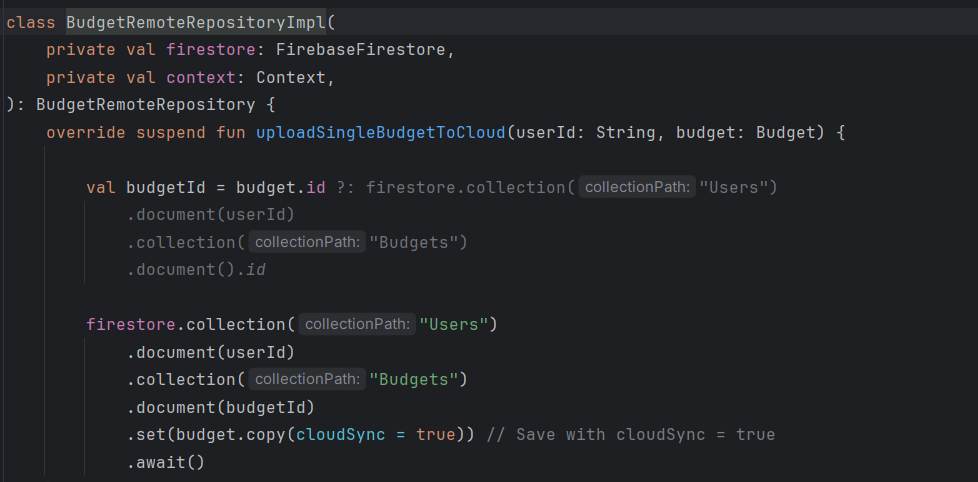 class BudgetRemoteRepositoryImpl(
    private val firestore: FirebaseFirestore,
    private val context: Context,
): BudgetRemoteRepository {
    override suspend fun uploadSingleBudgetToCloud(userId: String, budget: Budget) {
        val budgetId = budget.id ?: firestore.collection( collectionPath: "Users")
            .document(userId)
            .collection( collectionPath: "Budgets")
            .document().id
        firestore.collection( collectionPath: "Users")
            .document(userId)
            .collection( collectionPath: "Budgets")
            .document(budgetId)
            .set(budget.copy(cloudSync = true)) // Save with cloudSync = true
            .await()